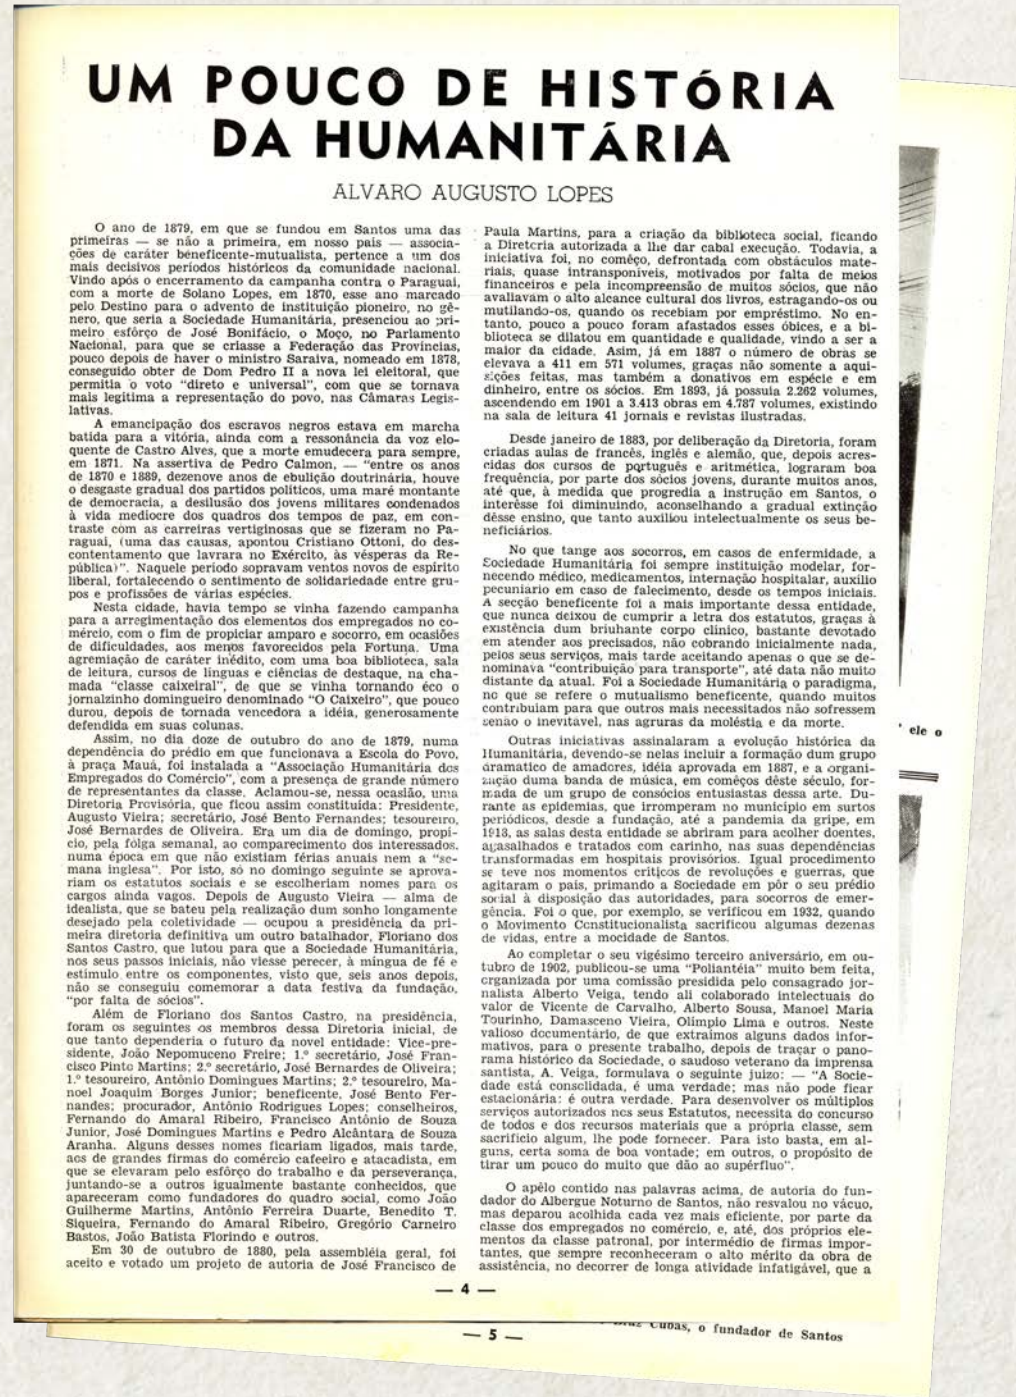 UM POUCO DE HISTÓRIA
DA HUMANITÁRIA
ALVARO AUGUSTO LOPES
O ano de 1879, em que se fundou em Santos uma das
primeiras — se não a primeira, em nosso país — associa-
ções de caráter beneficente-mutualista, pertence a um dos
mais decisivos períodos históricos da comunidade nacional.
Vindo após o encerramento da campanha contra o Paraguai,
com a morte de Solano Lopes, em 1870, esse ano marcado
pelo Destino para o advento de instituição pioneiro, no gê-
nero, que seria a Sociedade Humanitária, presenciou ao pri-
meiro esfôrço de José Bonifácio, o Moço, no Parlamento
Nacional, para que se criasse a Federação das Províncias,
pouco depois de haver o ministro Saraiva, nomeado em 1878,
conseguido obter de Dom Pedro II a nova lei eleitoral, que
permitia o voto "direto e universal", com que se tornava
mais legítima a representação do povo, nas Câmaras Legis-
lativas.
A emancipação dos escravos negros estava em marcha
batida para a vitória, ainda com a ressonância da voz elo-
quente de Castro Alves, que a morte emudecera para sempre,
em 1871. Na assertiva de Pedro Calmon, — "entre os anos
de 1870 e 1889, dezenove anos de ebulição doutrinária, houve
o desgaste gradual dos partidos políticos, uma maré montante
de democracia, a desilusão dos jovens militares condenados
à vida medíocre dos quadros dos tempos de paz, em con-
traste com as carreiras vertiginosas que se fizeram no Pa-
raguai, (uma das causas, apontou Cristiano Ottoni, do des-
contentamento que lavrara no Exército, às vésperas da Re-
pública)". Naquele período sopravam ventos novos de espírito
liberal, fortalecendo o sentimento de solidariedade entre gru-
pos e profissões de várias espécies.
Nesta cidade, havia tempo se vinha fazendo campanha
para a arregimentação dos elementos dos empregados no co-
mércio, com o fim de propiciar amparo e socorro, em ocasiões
de dificuldades, aos menos favorecidos pela Fortuna. Uma
agremiação de caráter inédito, com uma boa biblioteca, sala
de leitura, cursos de línguas e ciências de destaque, na cha-
mada "classe caixeiral", de que se vinha tornando éco o
jornalzinho domingueiro denominado "O Caixeiro", que pouco
durou, depois de tornada vencedora a idéia, generosamente
defendida em suas colunas.
Assim, no dia doze de outubro do ano de 1879, numa
dependência do prédio em que funcionava a Escola do Povo,
à praça Mauá, foi instalada a "Associação Humanitária dos
Empregados do Comércio", com a presença de grande número
de representantes da classe. Aclamou-se, nessa ocasião, uma
Diretoria Provisória, que ficou assim constituída: Presidente,
Augusto Vieira; secretário, José Bento Fernandes; tesoureiro,
José Bernardes de Oliveira. Era um dia de domingo, propí-
cio, pela folga semanal, ao comparecimento dos interessados.
numa época em que não existiam férias anuais nem a "se-
mana inglesa". Por isto, só no domingo seguinte se aprova-
riam os estatutos sociais e se escolheriam nomes para os
cargos ainda vagos. Depois de Augusto Vieira — alma de
idealista, que se bateu pela realização dum sonho longamente
desejado pela coletividade — ocupou a presidência da pri-
meira diretoria definitiva um outro batalhador, Floriano dos
Santos Castro, que lutou para que a Sociedade Humanitária,
nos seus passos iniciais, não viesse perecer, à míngua de fé e
estímulo entre os componentes, visto que, seis anos depois,
não se conseguiu comemorar a data festiva da fundação,
"por falta de sócios".
Além de Floriano dos Santos Castro, na presidência,
foram os seguintes os membros dessa Diretoria inicial, de
que tanto dependeria o futuro da novel entidade: Vice-pre-
sidente, João Nepomuceno Freire; 1.º secretário, José Fran-
cisco Pinto Martins; 2.º secretário, José Bernardes de Oliveira;
1.º tesoureiro, Antônio Domingues Martins; 2.º tesoureiro, Ma-
noel Joaquim Borges Junior; beneficente, José Bento Fer-
nandes; procurador, Antônio Rodrigues Lopes; conselheiros,
Fernando do Amaral Ribeiro, Francisco Antônio de Souza
Junior, José Domingues Martins e Pedro Alcântara de Souza
Aranha. Alguns desses nomes ficariam ligados, mais tarde,
aos de grandes firmas do comércio cafeeiro e atacadista, em
que se elevaram pelo esfôrço do trabalho e da perseverança,
juntando-se a outros igualmente bastante conhecidos, que
apareceram como fundadores do quadro social, como João
Guilherme Martins, Antônio Ferreira Duarte, Benedito T.
Siqueira, Fernando do Amaral Ribeiro, Gregório Carneiro
Bastos, João Batista Florindo e outros.
Em 30 de outubro de 1880, pela assembléia geral, foi
aceito e votado um projeto de autoria de José Francisco de
Paula Martins, para a criação da biblioteca social, ficando
a Diretoria autorizada a lhe dar cabal execução. Todavia, a
iniciativa foi, no comêço, defrontada com obstáculos mate-
riais, quase intransponíveis, motivados por falta de meios
financeiros e pela incompreensão de muitos sócios, que não
avaliavam o alto alcance cultural dos livros, estragando-os ou
mutilando-os, quando os recebiam por empréstimo. No en-
tanto, pouco a pouco foram afastados esses óbices, e a bi-
blioteca se dilatou em quantidade e qualidade, vindo a ser a
maior da cidade. Asim, já em 1887 o número de obras se
elevava a 411 em 571 volumes, graças não somente a aqui-
sições feitas, mas também a donativos em espécie e em
dinheiro, entre os sócios. Em 1893, já possuia 2.262 volumes,
ascendendo em 1901 a 3.413 obras em 4.787 volumes, existindo
na sala de leitura 41 jornais e revistas ilustradas.
Desde janeiro de 1883, por deliberação da Diretoria, foram
criadas aulas de francês, inglês e alemão, que, depois acres-
cidas dos cursos de português e aritmética, lograram boa
frequência, por parte dos sócios jovens, durante muitos anos,
até que, à medida que progredia a instrução em Santos, o
interêsse foi diminuindo, aconselhando a gradual extinção
dêsse ensino, que tanto auxiliou intelectualmente os seus be-
neficiários.
No que tange aos socorros, em casos de enfermidade, a
Sociedade Humanitária foi sempre instituição modelar, for-
necendo médico, medicamentos, internação hospitalar, auxílio
pecuniario em caso de falecimento, desde os tempos iniciais.
A secção beneficente foi a mais importante dessa entidade,
que nunca deixou de cumprir a letra dos estatutos, graças à
existência dum briuhante corpo clínico, bastante devotado
em atender aos precisados, não cobrando inicialmente nada,
pelos seus serviços, mais tarde aceitando apenas o que se de-
nominava "contribuição para transporte", até data não muito
distante da atual. Foi a Sociedade Humanitária o paradigma,
no que se refere o mutualismo beneficente, quando muitos
contribuiam para que outros mais necessitados não sofressem
senão o inevitável, nas agruras da moléstia e da morte.
Outras iniciativas assinalaram a evolução histórica da
Humanitária, devendo-se nelas incluir a formação dum grupo
dramatico de amadores, idéia aprovada em 1887, e a organi-
zação duma banda de música, em comêços dêste século, for-
mada de um grupo de consócios entusiastas dessa arte. Du-
rante as epidemias, que irromperam no município em surtos
periódicos, desde a fundação, até a pandemia da gripe, em
1918, as salas desta entidade se abriram para acolher doentes,
agasalhados e tratados com carinho, nas suas dependências
transformadas em hospitais provisórios. Igual procedimento
se teve nos momentos críticos de revoluções e guerras, que
agitaram o país, primando a Sociedade em pôr o seu prédio
social à disposição das autoridades, para socorros de emer-
gência. Foi o que, por exemplo, se verificou em 1932, quando
o Movimento Constitucionalista sacrificou algumas dezenas
de vidas, entre a mocidade de Santos.
Ao completar o seu vigésimo terceiro aniversário, em ou-
tubro de 1902, publicou-se uma "Poliantéia" muito bem feita,
organizada por uma comissão presidida pelo consagrado jor-
nalista Alberto Veiga, tendo ali colaborado intelectuais do
valor de Vicente de Carvalho, Alberto Sousa, Manoel Maria
Tourinho, Damasceno Vieira, Olímpio Lima e outros. Neste
valioso documentário, de que extraimos alguns dados infor-
mativos, para o presente trabalho, depois de traçar o pano-
rama histórico da Sociedade, o saudoso veterano da imprensa
santista, A. Veiga, formulava o seguinte juízo: — "A Socie-
dade está consolidada, é uma verdade; mas não pode ficar
estacionária: é outra verdade. Para desenvolver os múltiplos
serviços autorizados nos seus Estatutos, necessita do concurso
de todos e dos recursos materiais que a própria classe, sem
sacrifício algum, lhe pode fornecer. Para isto basta, em al-
guns, certa soma de boa vontade; em outros, o propósito de
tirar um pouco do muito que dão ao supérfluo".
O apêlo contido nas palavras acima, de autoria do fun-
dador do Albergue Noturno de Santos, não resvalou no vácuo,
mas deparou acolhida cada vez mais eficiente, por parte da
classe dos empregados no comércio, e, até, dos próprios ele-
mentos da classe patronal, por intermédio de firmas impor-
tantes, que sempre reconheceram o alto mérito da obra de
assistência, no decorrer de longa atividade infatigável, que a
— 4 —
ele o
Cubas, o fundador de Santos
— 5 —